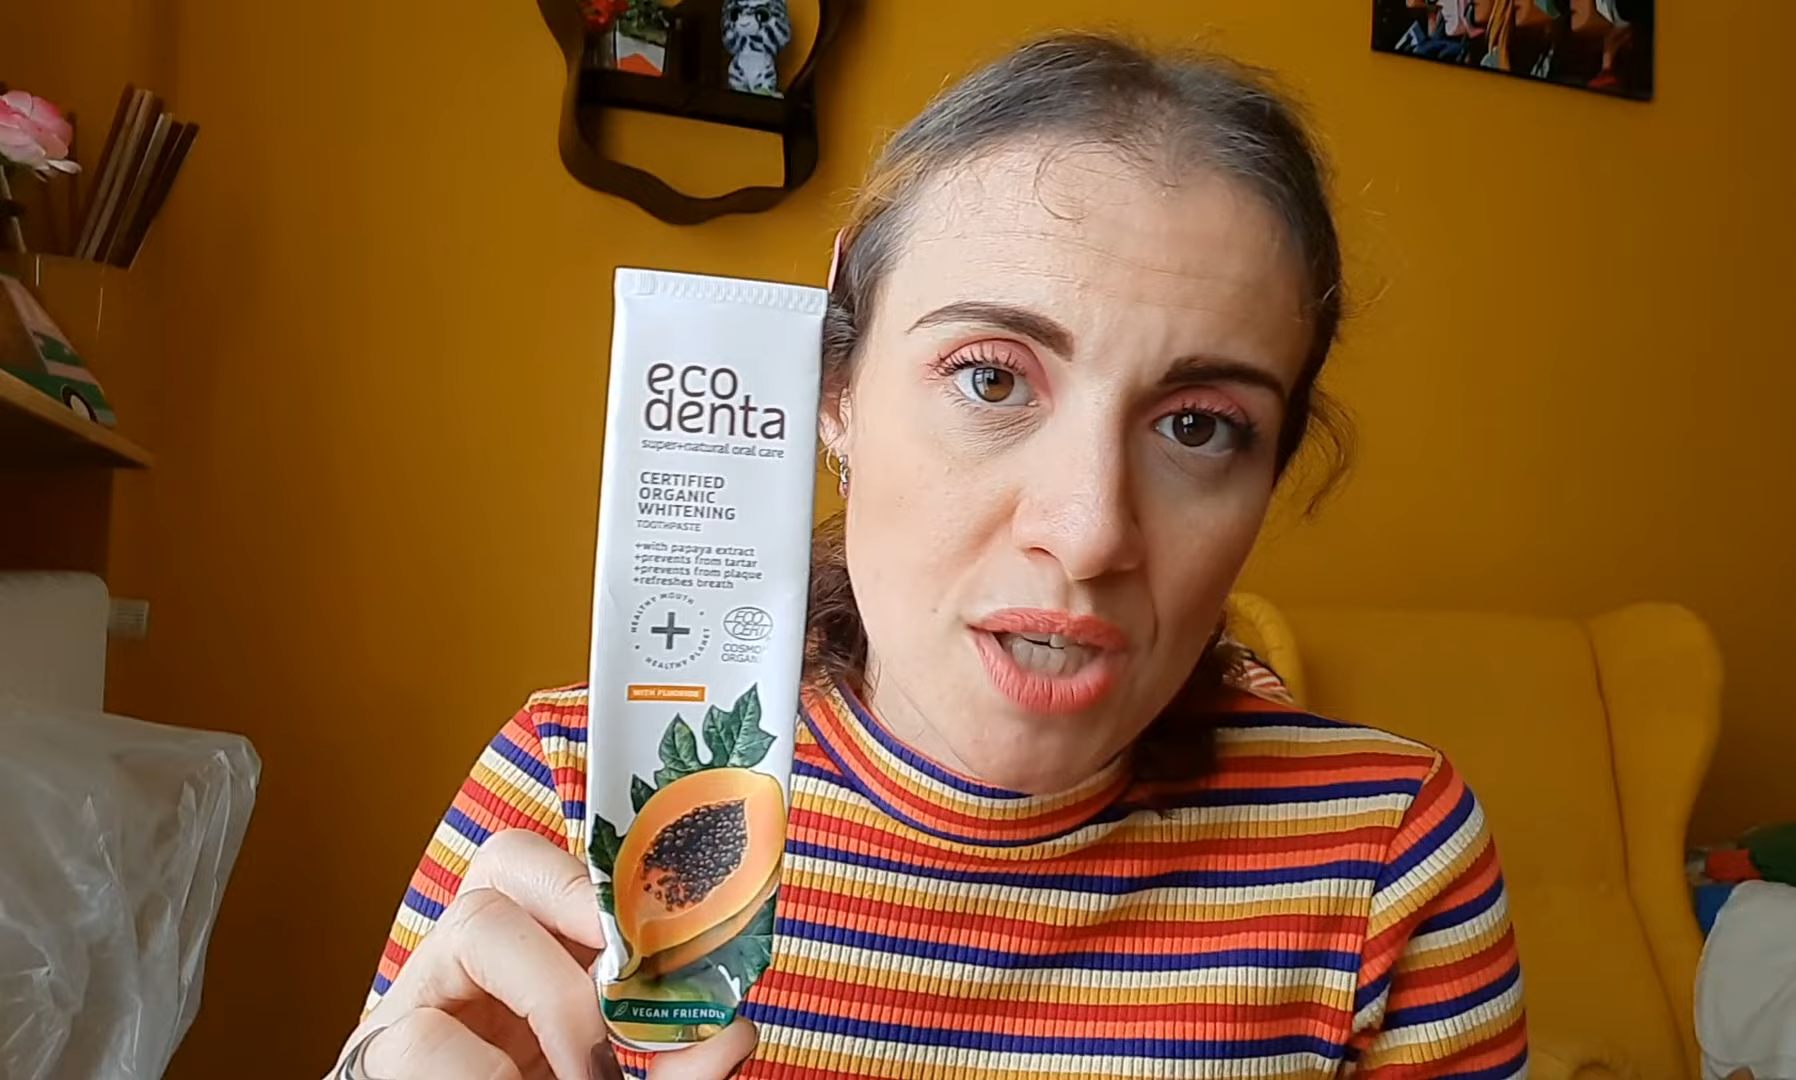 eco
denta
super+natural oral care
CERTIFIED
ORGANIC
WHITENING
TOOTHPASTE
+with papaya extract
+prevents from tartar
+prevents from plaque
+refreshes breath
HEALTHY MOUTH
HEALTHY PLANET
ECO
CERT
COSMOS
ORGANIC
WITH FLUORIDE
VEGAN FRIENDLY